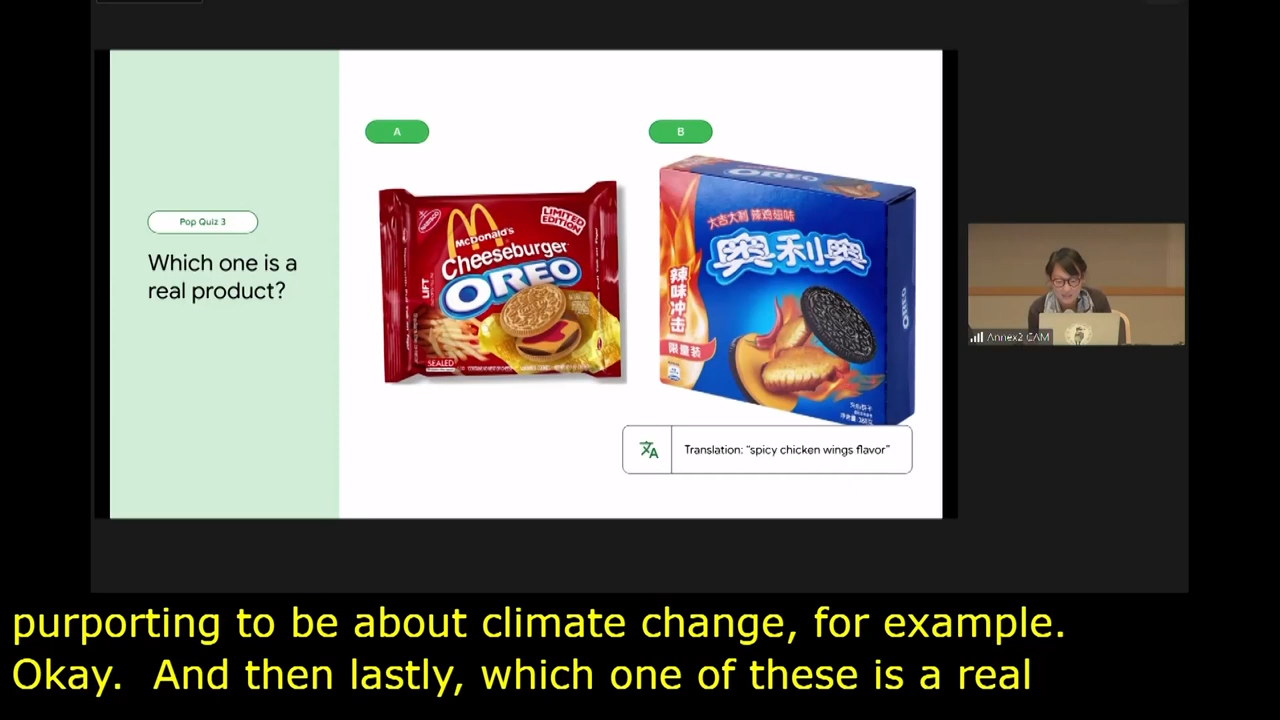 Pop Quiz 3
Which one is a
real product?
A
NABISCO
McDonald's
LIMITED
EDITION
Cheeseburger
OREO
LIFT
SEALED
B
OREO
大吉大利 辣鸡翅味
奥利奥
辣味冲击
限量装
OREO
Translation: "spicy chicken wings flavor"
Annex2 CAM
purporting to be about climate change, for example.
Okay. And then lastly, which one of these is a real